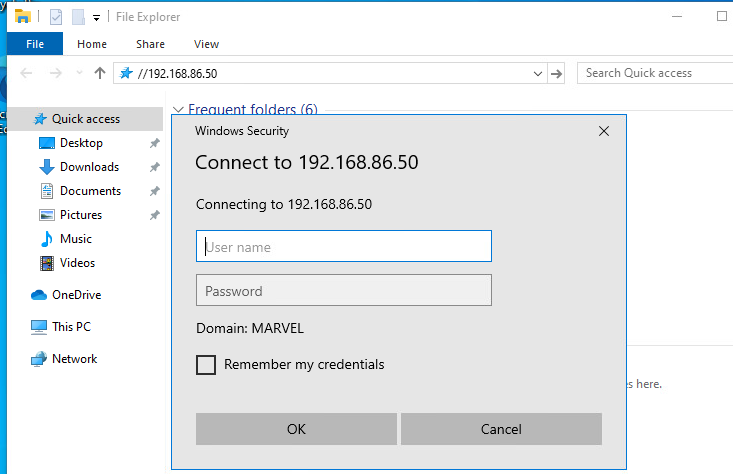 File Explorer
File Home Share View
//192.168.86.50
Search Quick access
Quick access
Desktop
Downloads
Documents
Pictures
Music
Videos
OneDrive
This PC
Network
Frequent folders (6)
Windows Security
Connect to 192.168.86.50
Connecting to 192.168.86.50
User name
Password
Domain: MARVEL
Remember my credentials
OK Cancel
here.